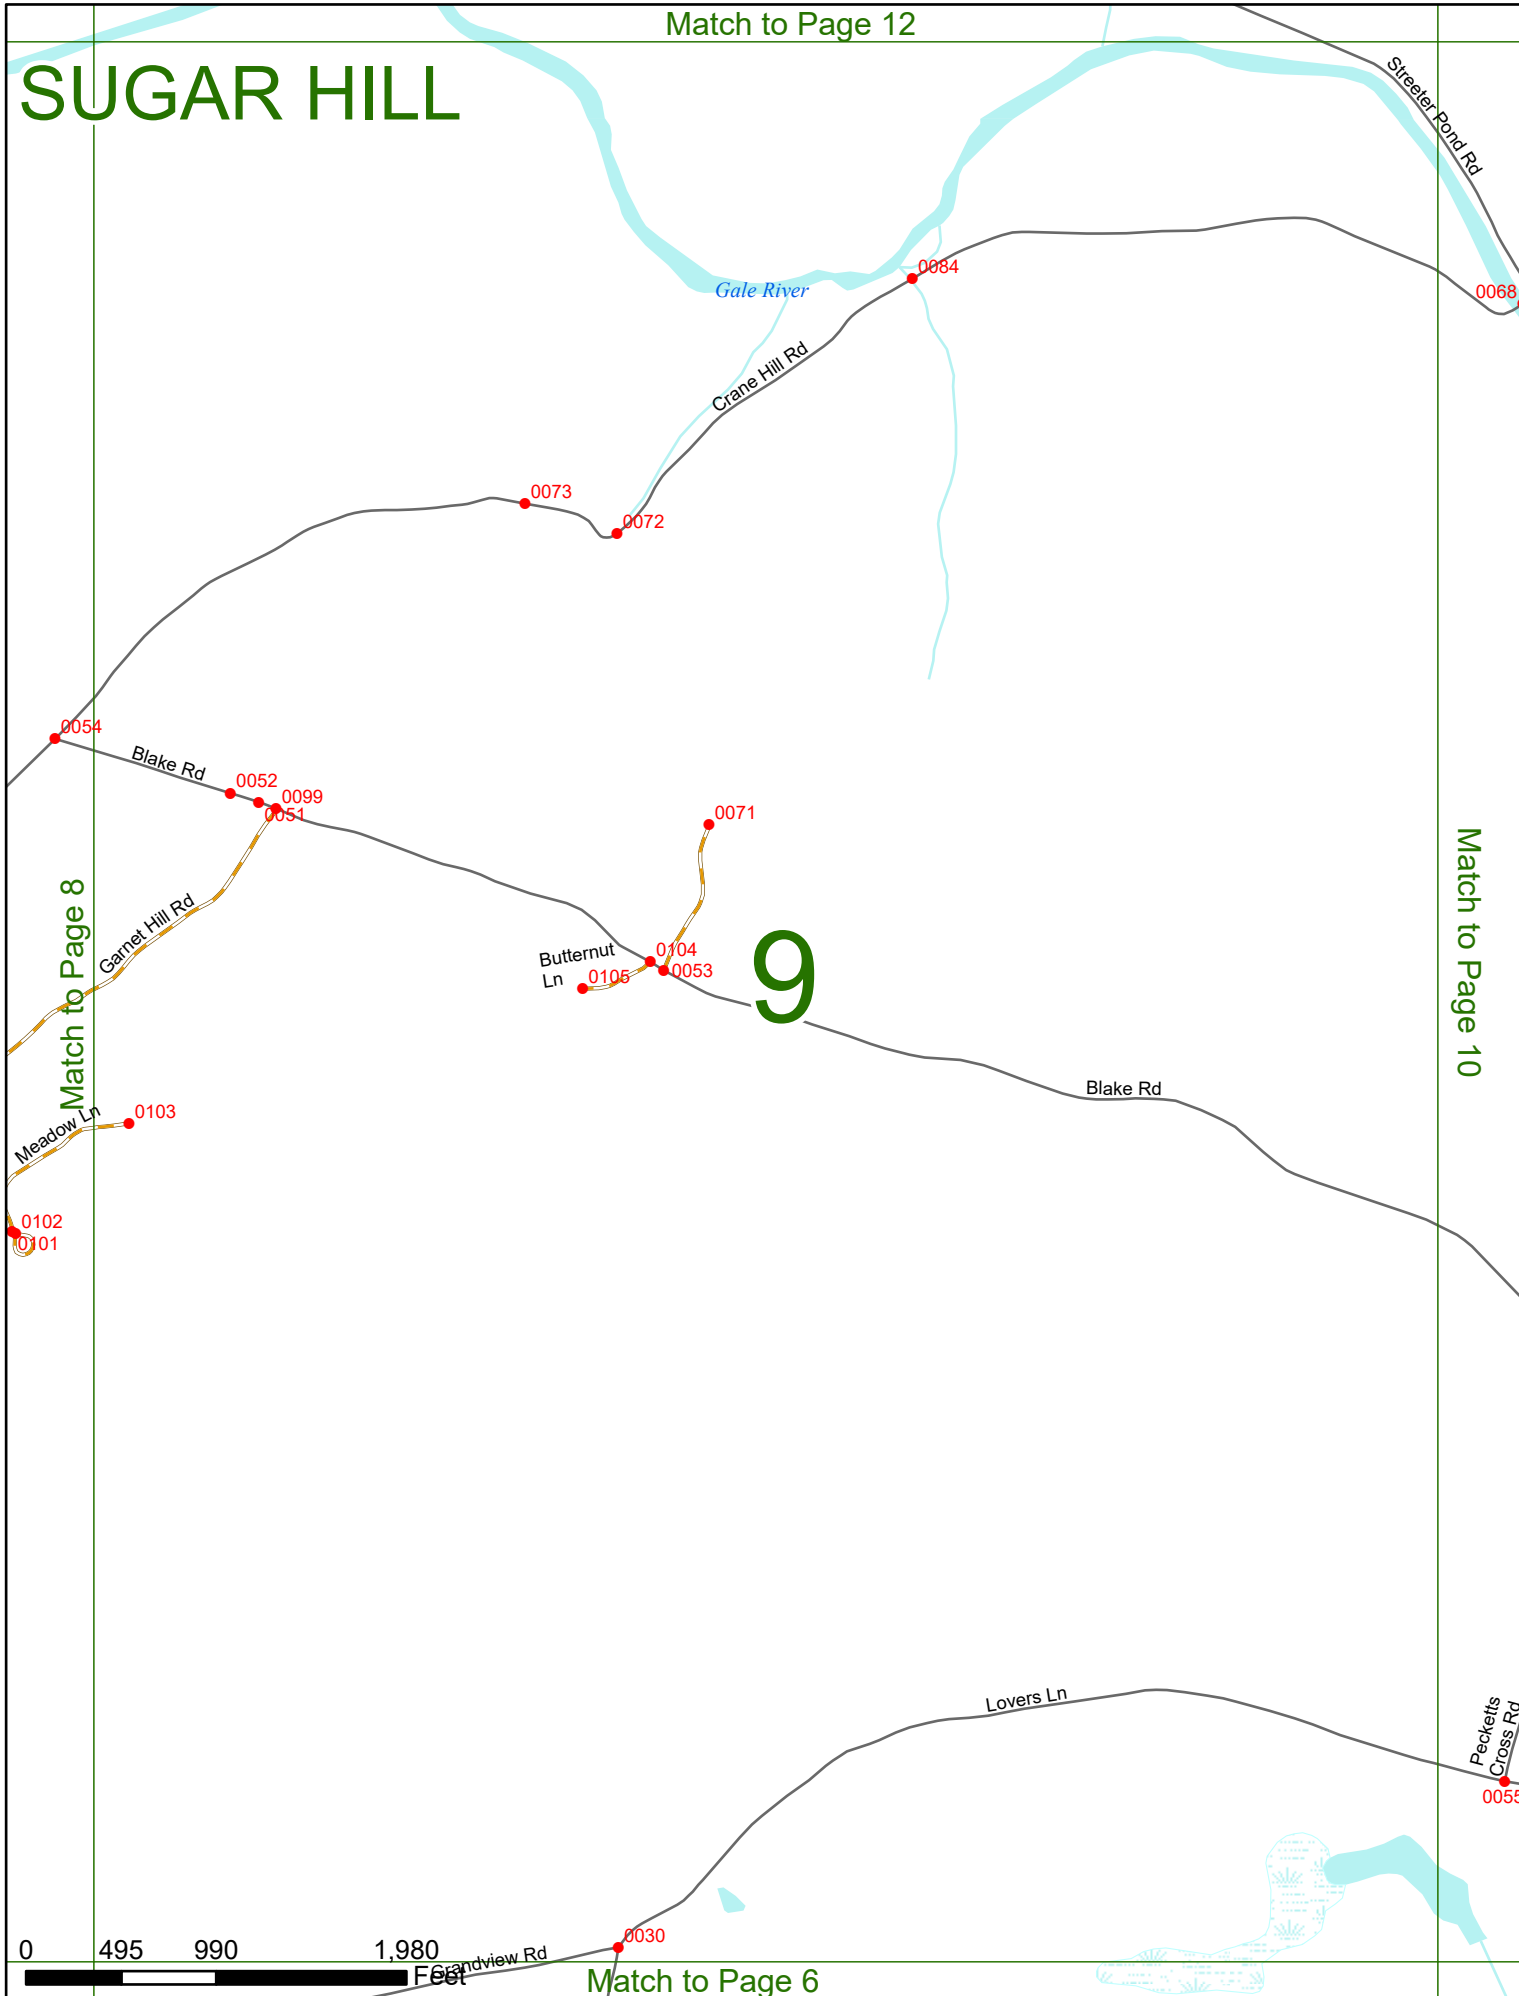 Match to Page 12
SUGAR HILL
Streeter Pond Rd
0084
Gale River
0068
Crane Hill Rd
0073
0072
0054
Blake Rd
0052
0099
0051
0071
Match to Page 8
Match to Page 10
Garnet Hill Rd
Butternut
Ln
0104
0053
0105
9
Blake Rd
0103
Meadow Ln
0102
0101
Lovers Ln
Pecketts
Cross Rd
0055
0030
0 495 990 1,980
Feet
Grandview Rd
Match to Page 6